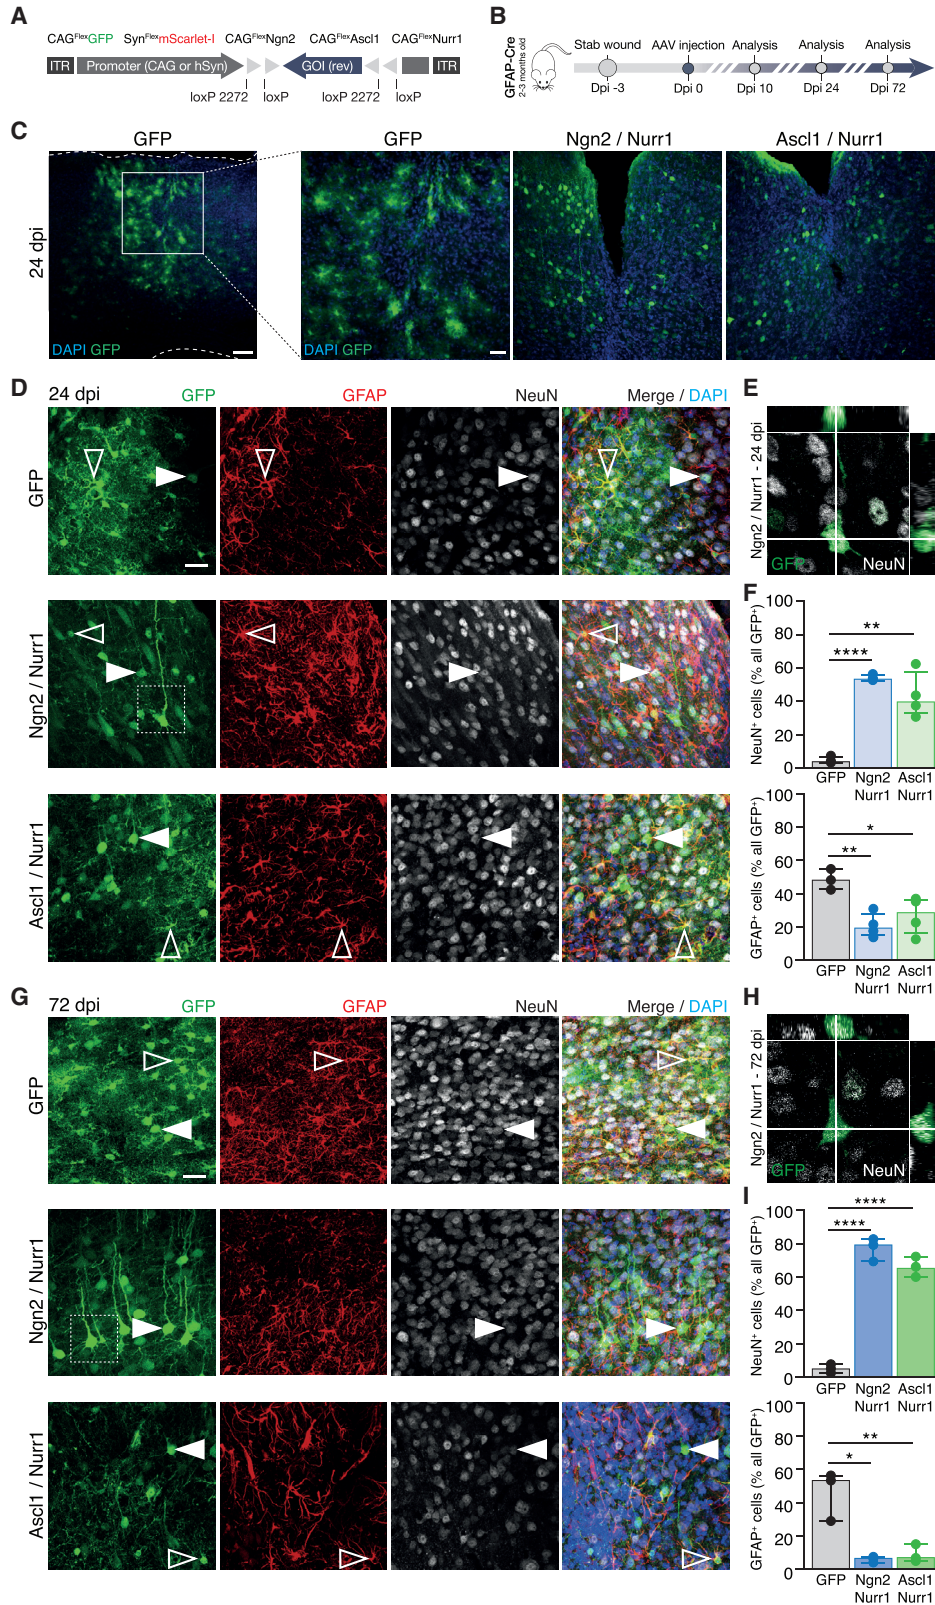 A
CAGFlexGFP SynFlexmScarlet-I CAGFlexNgn2 CAGFlexAscl1 CAGFlexNurr1
ITR Promoter (CAG or hSyn) GOI (rev) ITR
loxP 2272 loxP loxP 2272 loxP
B
GFAP-Cre
2-3 months old
Stab wound AAV injection Analysis Analysis Analysis
Dpi -3 Dpi 0 Dpi 10 Dpi 24 Dpi 72
C
GFP GFP Ngn2 / Nurr1 Ascl1 / Nurr1
24 dpi
DAPI GFP DAPI GFP
D
24 dpi GFP GFAP NeuN Merge / DAPI
GFP
Ngn2 / Nurr1
Ascl1 / Nurr1
E
Ngn2 / Nurr1 - 24 dpi
GFP NeuN
F
NeuN+ cells (% all GFP+)
100
80
60
40
20
0
**
****
GFP Ngn2 Ascl1
Nurr1 Nurr1
GFAP+ cells (% all GFP+)
100
80
60
40
20
0
*
**
GFP Ngn2 Ascl1
Nurr1 Nurr1
G
72 dpi GFP GFAP NeuN Merge / DAPI
GFP
Ngn2 / Nurr1
Ascl1 / Nurr1
H
Ngn2 / Nurr1 - 72 dpi
GFP NeuN
I
NeuN+ cells (% all GFP+)
100
80
60
40
20
0
****
****
GFP Ngn2 Ascl1
Nurr1 Nurr1
GFAP+ cells (% all GFP+)
100
80
60
40
20
0
**
*
GFP Ngn2 Ascl1
Nurr1 Nurr1